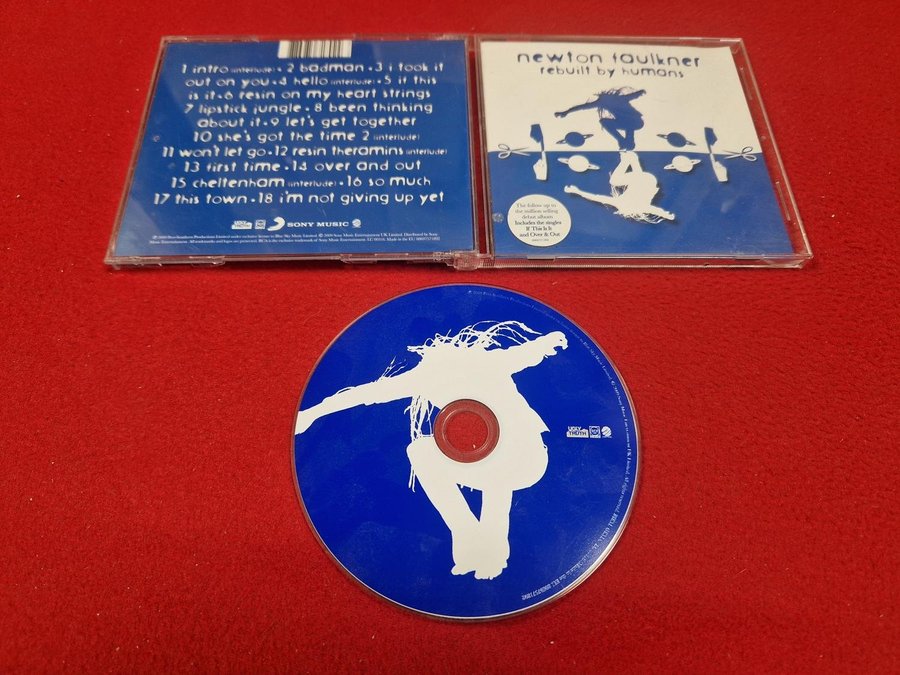 1 intro (interlude) • 2 badman • 3 i took it
out on you • 4 hello (interlude) • 5 if this
is it • 6 resin on my heart strings
7 lipstick jungle • 8 been thinking
about it • 9 let's get together
10 she's got the time 2 (interlude)
11 won't let go • 12 resin theramins (interlude)
13 first time • 14 over and out
15 cheltenham (interlude) • 16 so much
17 this town • 18 i'm not giving up yet
UGLY TRUTH
SONY MUSIC
newton faulkner
rebuilt by humans
The follow up to
the million selling
debut album
Includes the singles
If This Is It
and Over & Out
UGLY
TRUTH